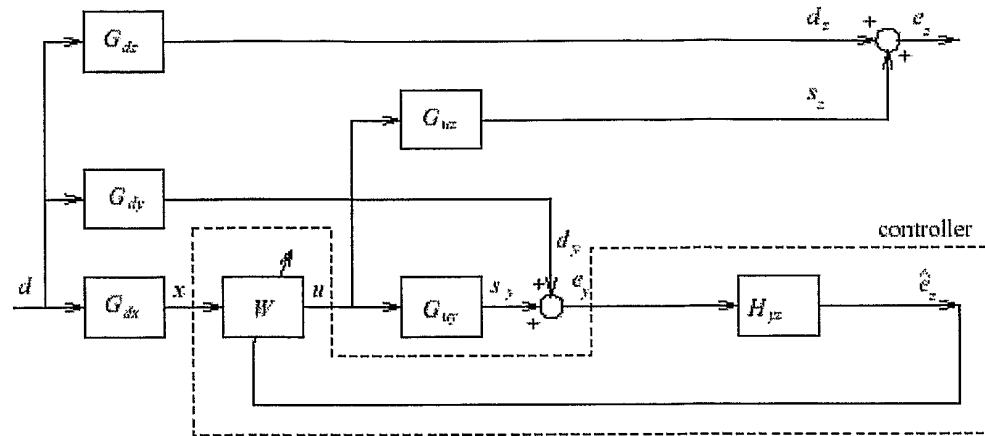 G_dz
d_z
+
e_z
+
s_z
G_uz
G_dy
d_y
controller
d
G_dx
x
W
u
G_uy
s_y
+
+
e_y
H_yz
ê_z